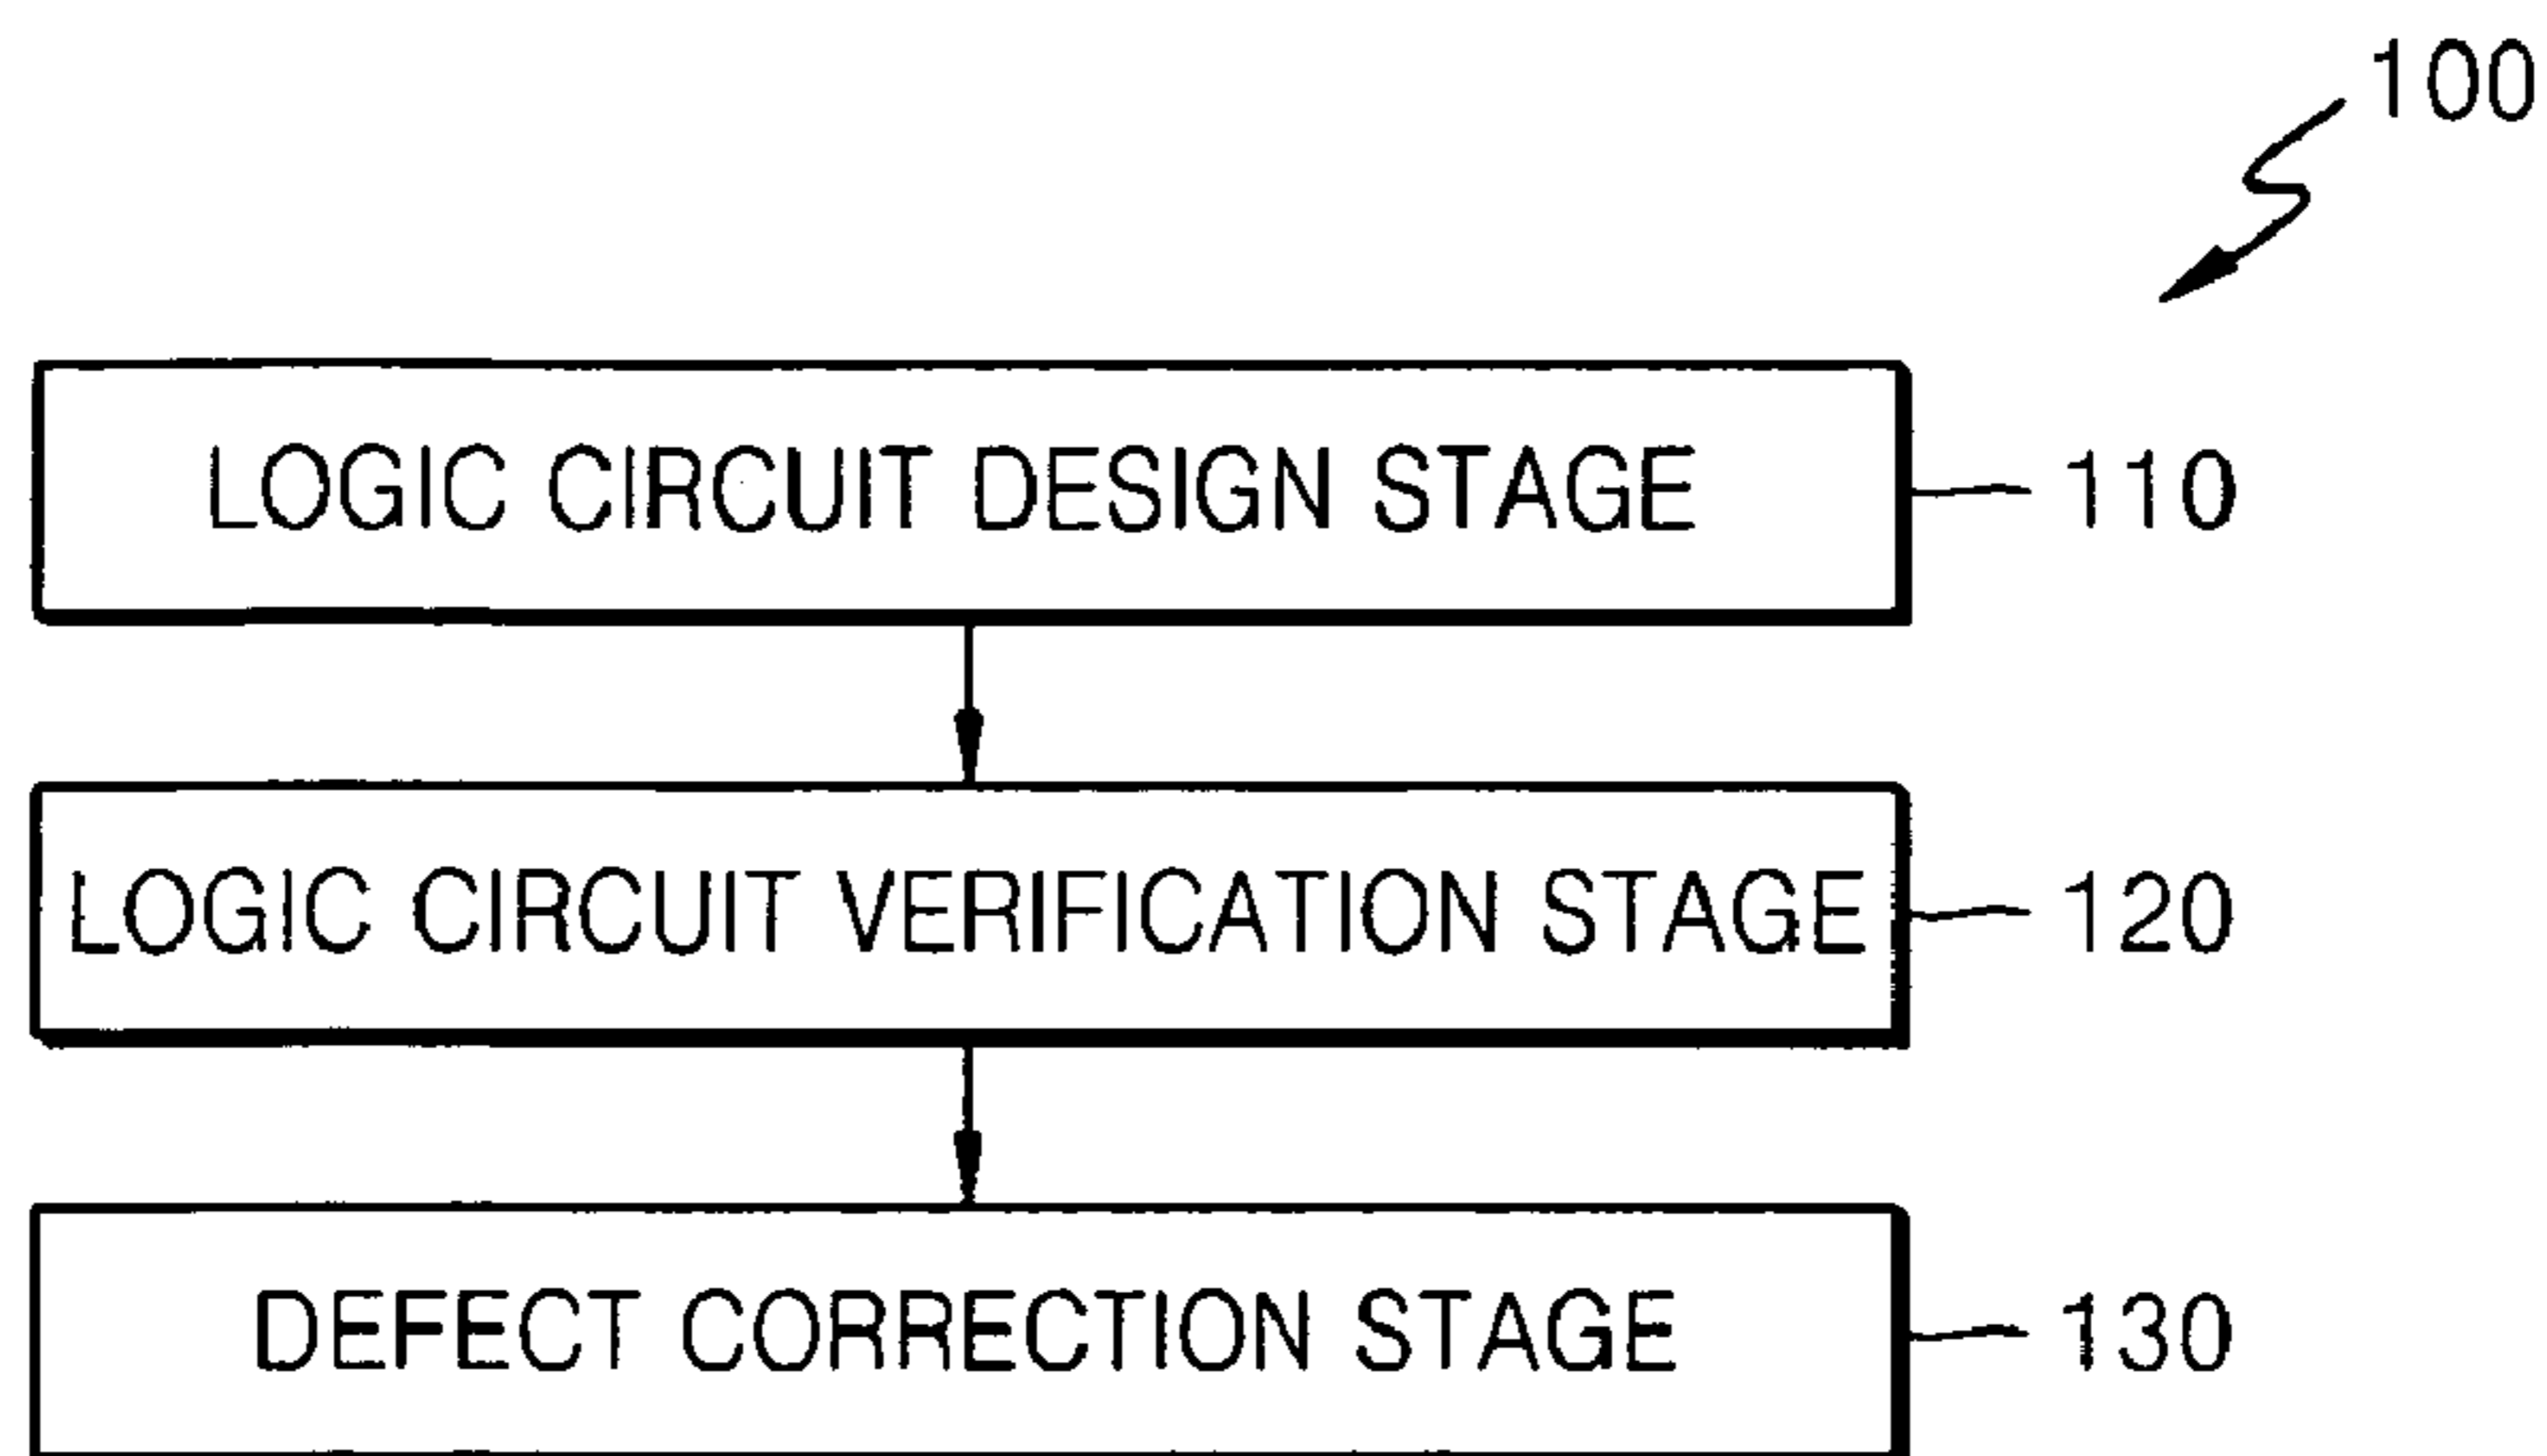 100
LOGIC CIRCUIT DESIGN STAGE
110
LOGIC CIRCUIT VERIFICATION STAGE
120
DEFECT CORRECTION STAGE
130